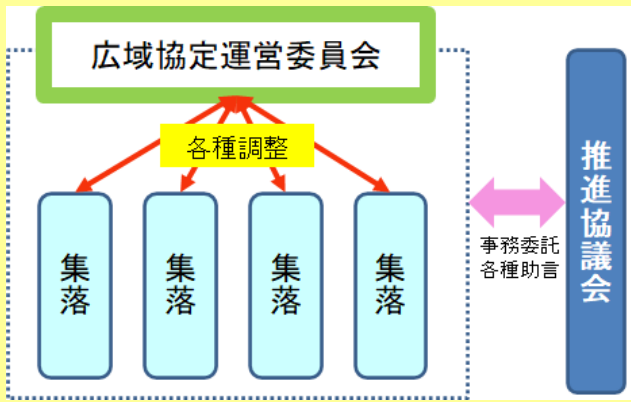 広域協定運営委員会
各種調整
集落
集落
集落
集落
事務委託
各種助言
推進協議会